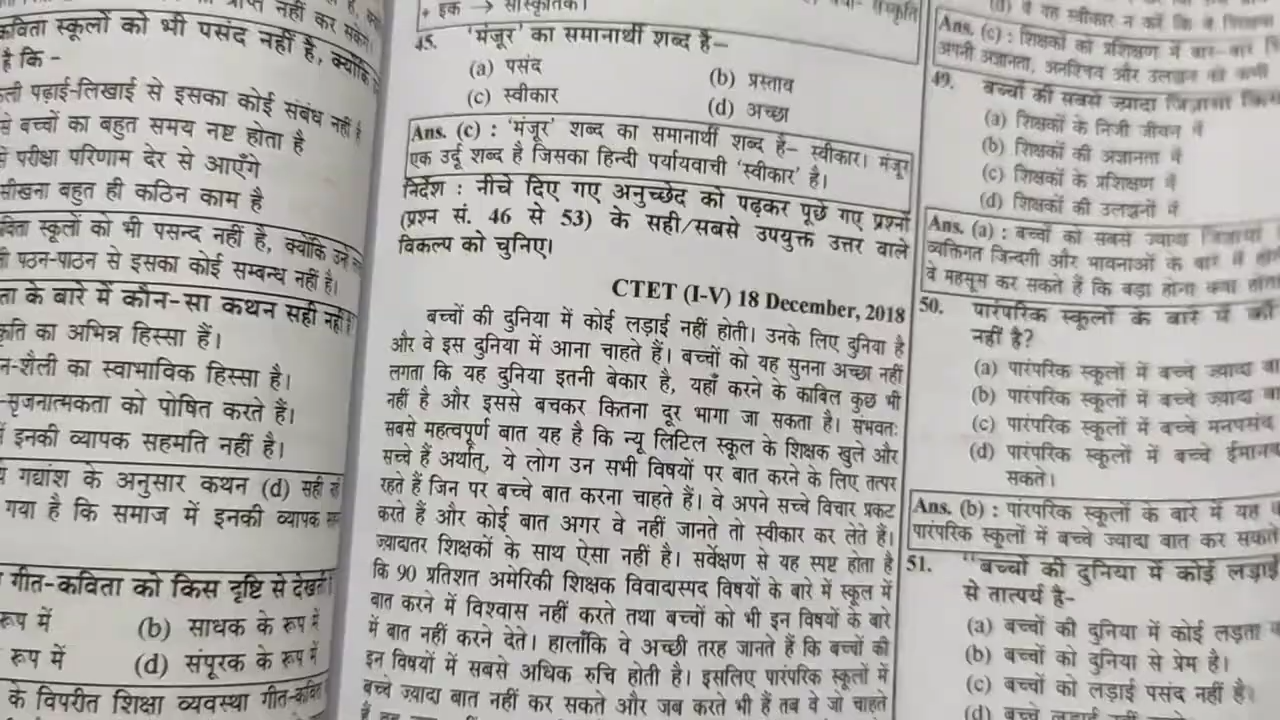 कविता स्कूलों को भी पसंद नहीं है, क्योंकि
है कि -
पढ़ाई-लिखाई से इसका कोई संबंध नहीं है
से बच्चों का बहुत समय नष्ट होता है
परीक्षा परिणाम देर से आएँगे
सीखना बहुत ही कठिन काम है
स्कूलों को भी पसन्द नहीं है, क्योंकि
पठन-पाठन से इसका कोई सम्बन्ध नहीं है।
के बारे में कौन-सा कथन सही नहीं
का अभिन्न हिस्सा हैं।
शैली का स्वाभाविक हिस्सा है।
-सृजनात्मकता को पोषित करते हैं।
इनकी व्यापक सहमति नहीं है।
गद्यांश के अनुसार कथन (d) सही
गया है कि समाज में इनकी व्यापक
गीत-कविता को किस दृष्टि से
रूप में (b) साधक के रूप में
रूप में (d) संपूरक के रूप में
के विपरीत शिक्षा व्यवस्था गीत-कविता
+ इक → सांस्कृतिक।
45. 'मंजूर' का समानार्थी शब्द है–
(a) पसंद (b) प्रस्ताव
(c) स्वीकार (d) अच्छा
Ans. (c) : 'मंजूर' शब्द का समानार्थी शब्द है– स्वीकार। मंजूर
एक उर्दू शब्द है जिसका हिन्दी पर्यायवाची 'स्वीकार' है।
निर्देश : नीचे दिए गए अनुच्छेद को पढ़कर पूछे गए प्रश्नों
(प्रश्न सं. 46 से 53) के सही/सबसे उपयुक्त उत्तर वाले
विकल्प को चुनिए।
CTET (I-V) 18 December, 2018
बच्चों की दुनिया में कोई लड़ाई नहीं होती। उनके लिए दुनिया है
और वे इस दुनिया में आना चाहते हैं। बच्चों को यह सुनना अच्छा नहीं
लगता कि यह दुनिया इतनी बेकार है, यहाँ करने के काबिल कुछ भी
नहीं है और इससे बचकर कितना दूर भागा जा सकता है। संभवतः
सबसे महत्वपूर्ण बात यह है कि न्यू लिटिल स्कूल के शिक्षक खुले और
सच्चे हैं अर्थात्, ये लोग उन सभी विषयों पर बात करने के लिए तत्पर
रहते हैं जिन पर बच्चे बात करना चाहते हैं। वे अपने सच्चे विचार प्रकट
करते हैं और कोई बात अगर वे नहीं जानते तो स्वीकार कर लेते हैं।
ज़्यादातर शिक्षकों के साथ ऐसा नहीं है। सर्वेक्षण से यह स्पष्ट होता है
कि 90 प्रतिशत अमेरिकी शिक्षक विवादास्पद विषयों के बारे में स्कूल में
बात करने में विश्वास नहीं करते तथा बच्चों को भी इन विषयों के बारे
में बात नहीं करने देते। हालाँकि वे अच्छी तरह जानते हैं कि बच्चों की
इन विषयों में सबसे अधिक रुचि होती है। इसलिए पारंपरिक स्कूलों में
बच्चे ज़्यादा बात नहीं कर सकते और जब करते भी हैं तब वे जो चाहते
Ans. (c) : शिक्षकों को प्रशिक्षण में बार-बार
अपनी अज्ञानता, अनिश्चय और उलझन को कभी
49. बच्चों की सबसे ज़्यादा जिज्ञासा
(a) शिक्षकों के निजी जीवन में
(b) शिक्षकों की अज्ञानता में
(c) शिक्षकों के प्रशिक्षण में
(d) शिक्षकों की उलझनों में
Ans. (a) : बच्चों को सबसे ज्यादा जिज्ञासा
व्यक्तिगत जिन्दगी और भावनाओं के बारे में
वे महसूस कर सकते हैं कि बड़ा होना क्या होता
50. पारंपरिक स्कूलों के बारे में
नहीं है?
(a) पारंपरिक स्कूलों में बच्चे ज़्यादा
(b) पारंपरिक स्कूलों में बच्चे ज़्यादा
(c) पारंपरिक स्कूलों में बच्चे मनपसंद
(d) पारंपरिक स्कूलों में बच्चे
सकते।
Ans. (b) : पारंपरिक स्कूलों के बारे में यह
पारंपरिक स्कूलों में बच्चे ज्यादा बात कर सकते
51. "बच्चों की दुनिया में कोई लड़ाई
से तात्पर्य है–
(a) बच्चों की दुनिया में कोई लड़ता
(b) बच्चों को दुनिया से प्रेम है।
(c) बच्चों को लड़ाई पसंद नहीं है।
(d) बच्चे लड़ाई